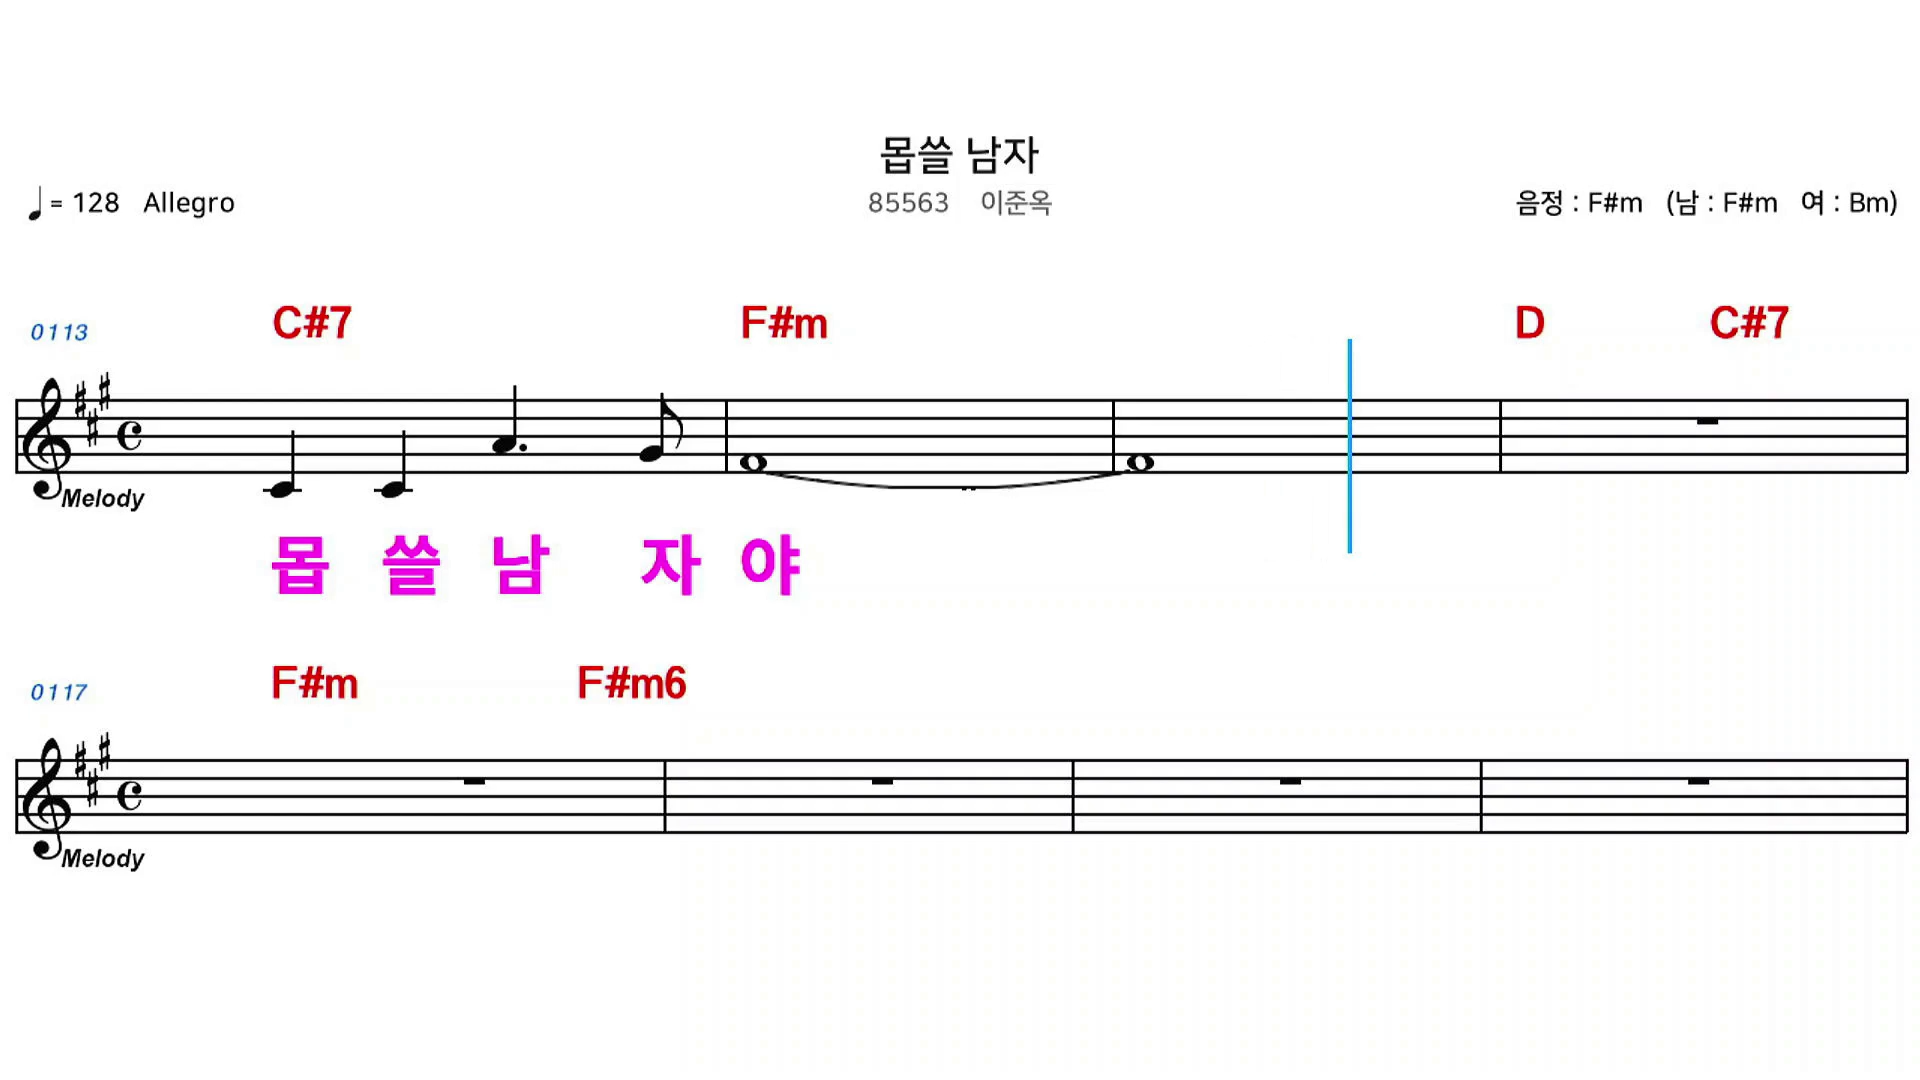 몹쓸 남자
= 128 Allegro
85563 이준옥
음정 : F#m (남 : F#m 여 : Bm)
0113 C#7 F#m D C#7
Melody
몹 쓸 남 자 야
0117 F#m F#m6
Melody